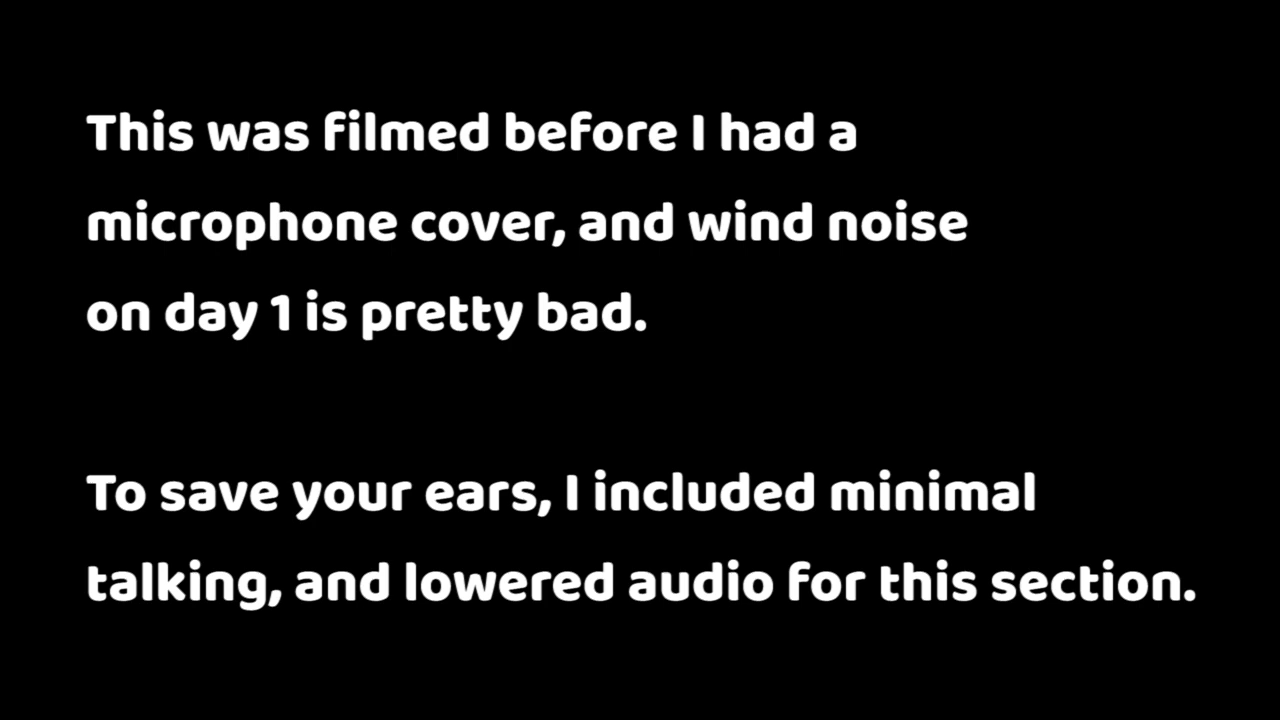 This was filmed before I had a
microphone cover, and wind noise
on day 1 is pretty bad.
To save your ears, I included minimal
talking, and lowered audio for this section.